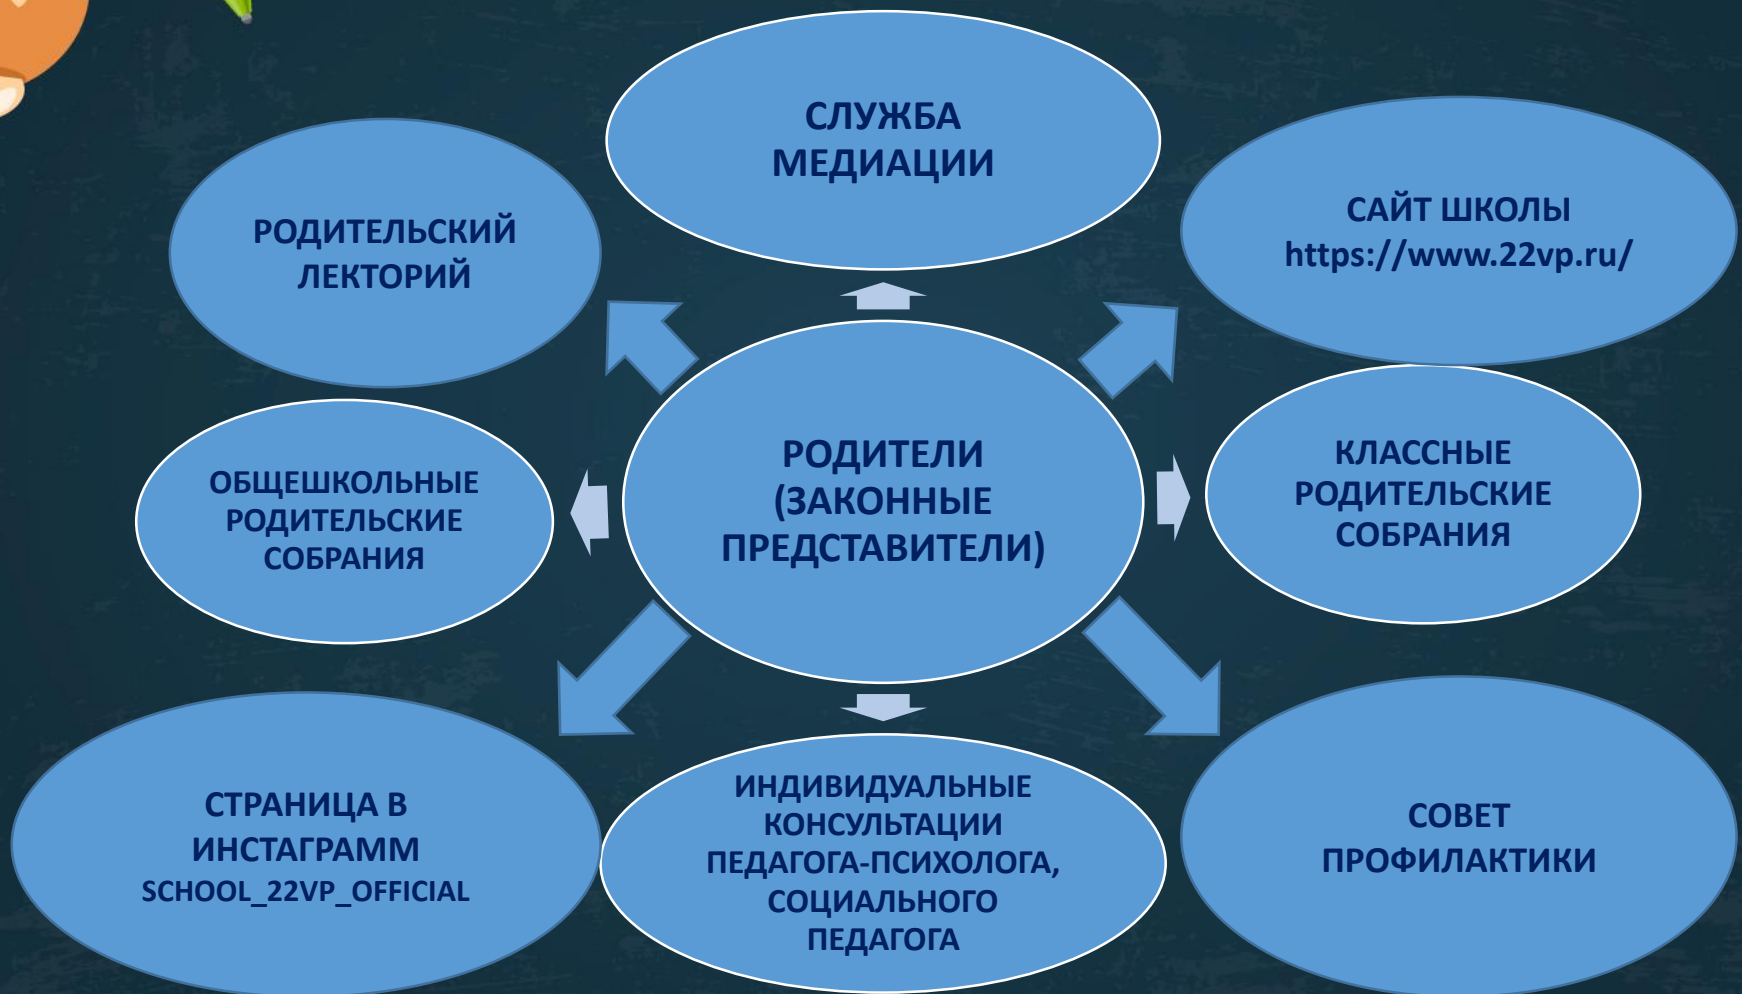 СЛУЖБА
МЕДИАЦИИ
РОДИТЕЛЬСКИЙ
ЛЕКТОРИЙ
САЙТ ШКОЛЫ
https://www.22vp.ru/
ОБЩЕШКОЛЬНЫЕ
РОДИТЕЛЬСКИЕ
СОБРАНИЯ
РОДИТЕЛИ
(ЗАКОННЫЕ
ПРЕДСТАВИТЕЛИ)
КЛАССНЫЕ
РОДИТЕЛЬСКИЕ
СОБРАНИЯ
СТРАНИЦА В
ИНСТАГРАММ
SCHOOL_22VP_OFFICIAL
ИНДИВИДУАЛЬНЫЕ
КОНСУЛЬТАЦИИ
ПЕДАГОГА-ПСИХОЛОГА,
СОЦИАЛЬНОГО
ПЕДАГОГА
СОВЕТ
ПРОФИЛАКТИКИ